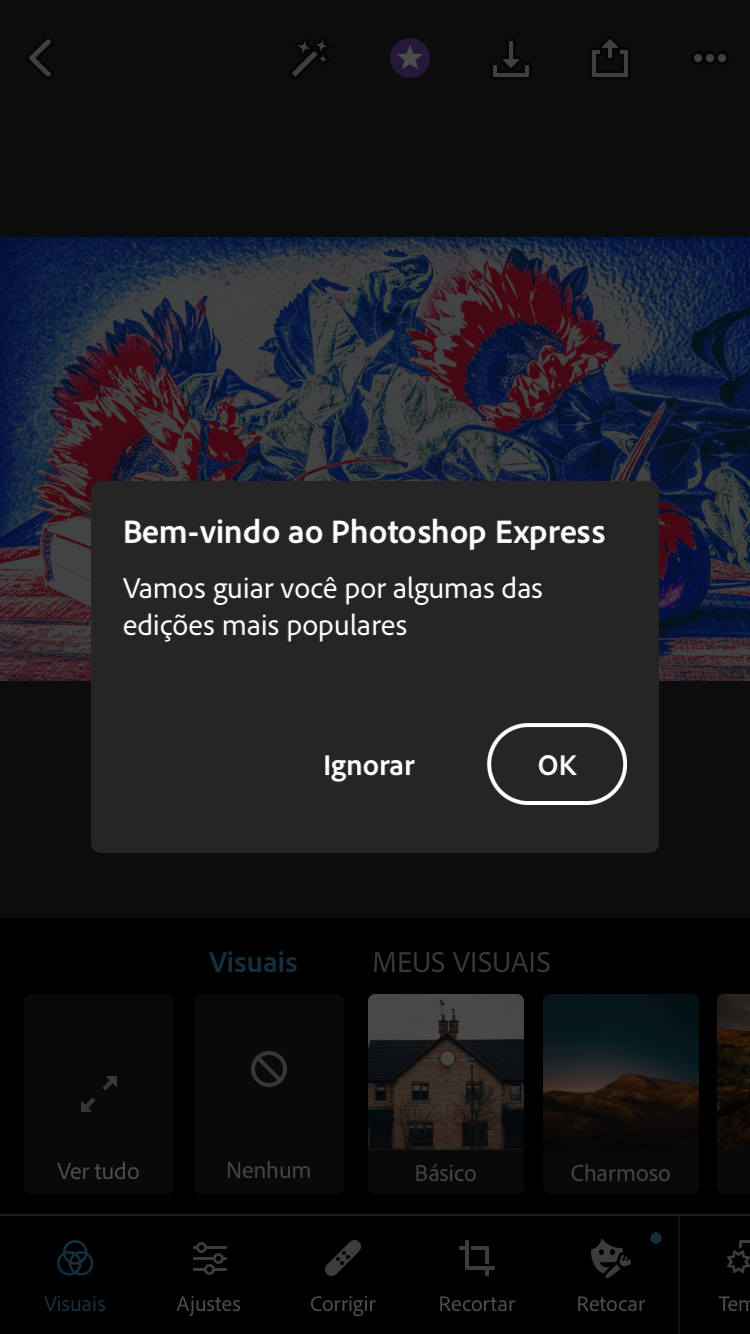 Bem-vindo ao Photoshop Express
Vamos guiar você por algumas das
edições mais populares
Ignorar
OK
Visuais
MEUS VISUAIS
Ver tudo
Nenhum
Básico
Charmoso
Visuais
Ajustes
Corrigir
Recortar
Retocar